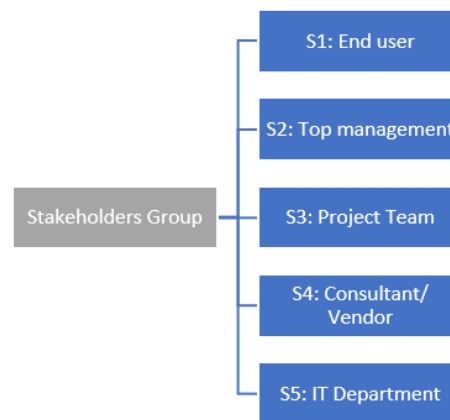 S1: End user
S2: Top management
Stakeholders Group
S3: Project Team
S4: Consultant/
Vendor
S5: IT Department